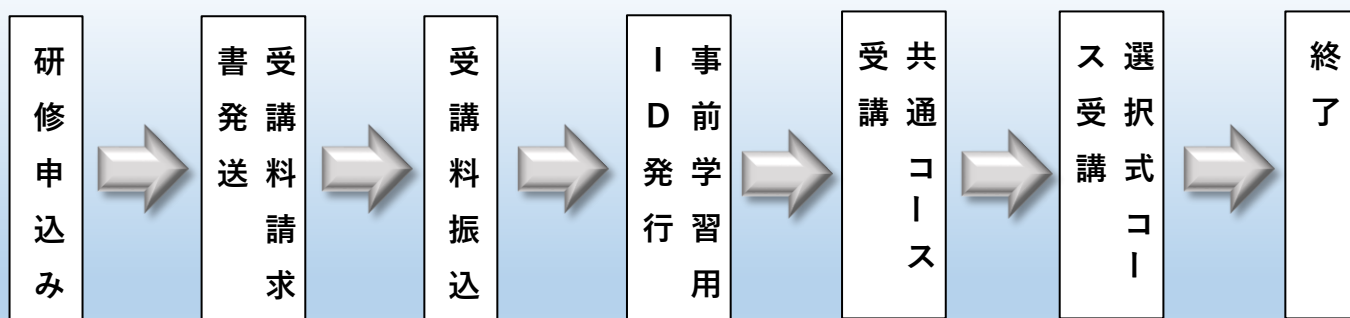 研修申込み
受講料請求
書発送
受講料振込
事前学習用
ID発行
共通コース
受講
選択式コー
ス受講
終了